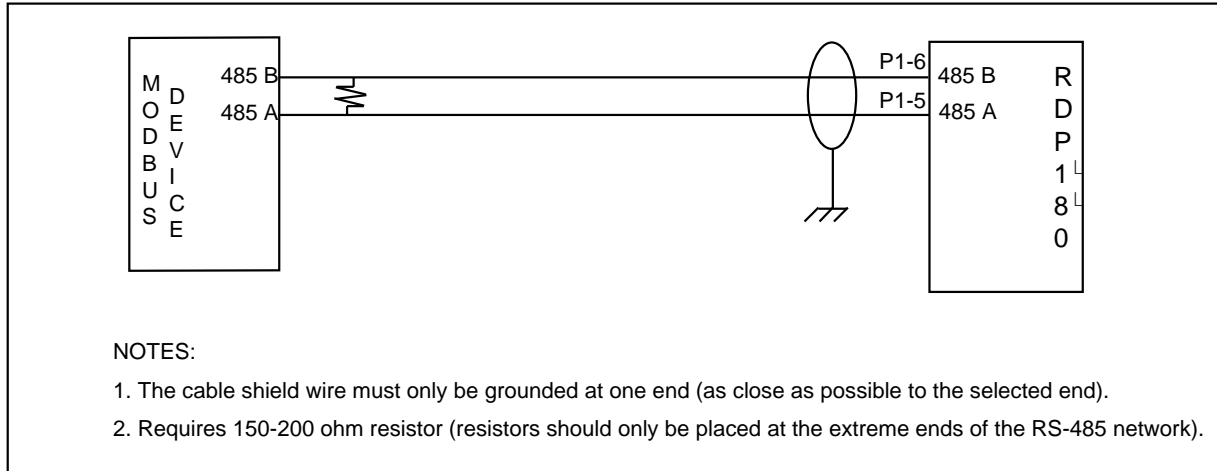 MODBUS
DEVICE
485 B
485 A
P1-6
P1-5
485 B
485 A
RDP180
NOTES:
1. The cable shield wire must only be grounded at one end (as close as possible to the selected end).
2. Requires 150-200 ohm resistor (resistors should only be placed at the extreme ends of the RS-485 network).